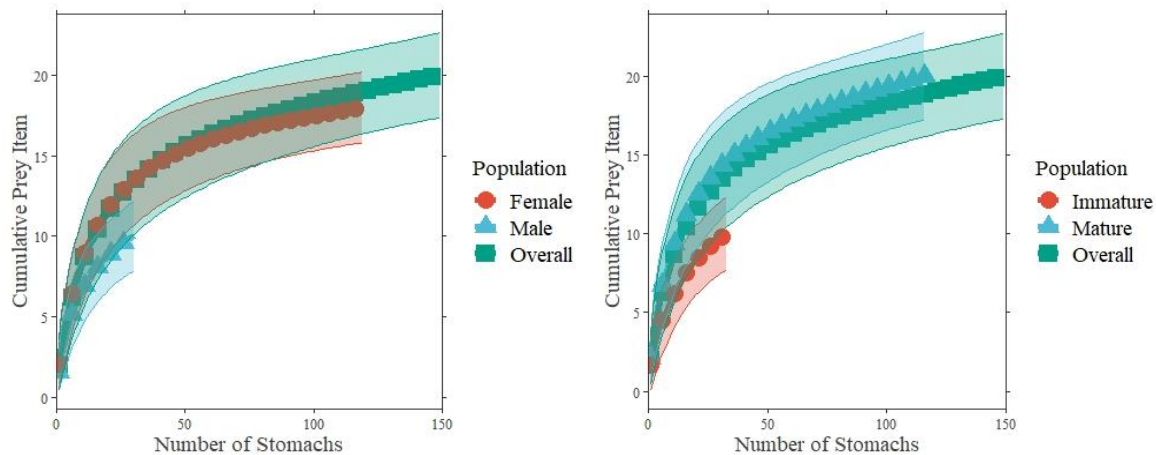 Cumulative Prey Item
20
15
10
5
0
0
50
100
150
Number of Stomachs
Population
Female
Male
Overall
Cumulative Prey Item
20
15
10
5
0
0
50
100
150
Number of Stomachs
Population
Immature
Mature
Overall